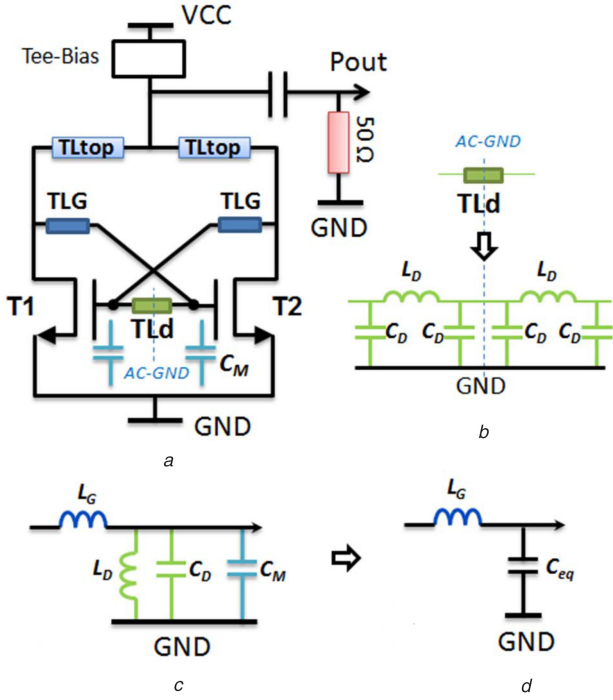 VCC
Tee-Bias
Pout
TLtop
TLtop
50Ω
TLG
TLG
GND
T1
T2
TLd
AC-GND
CM
GND
a
AC-GND
TLd
LD
LD
CD
CD
CD
CD
GND
b
LG
LD
CD
CM
GND
c
LG
Ceq
GND
d